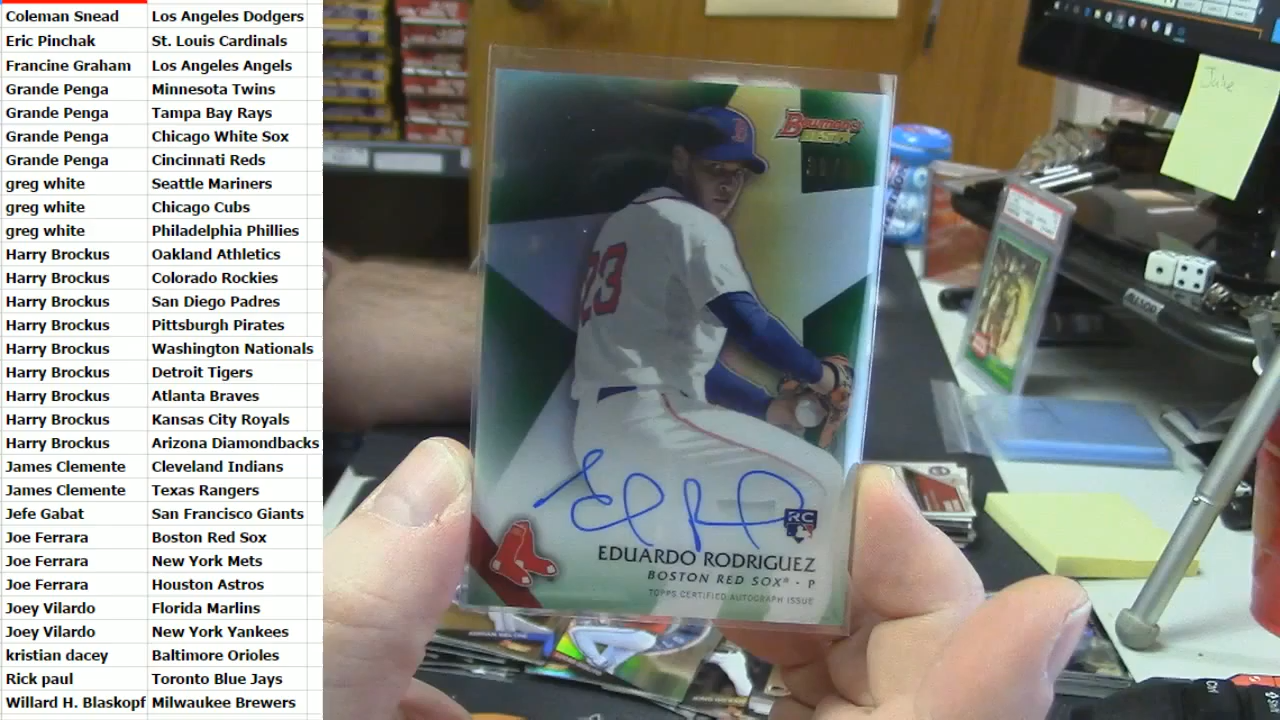 Coleman Snead Los Angeles Dodgers
Eric Pinchak St. Louis Cardinals
Francine Graham Los Angeles Angels
Grande Penga Minnesota Twins
Grande Penga Tampa Bay Rays
Grande Penga Chicago White Sox
Grande Penga Cincinnati Reds
greg white Seattle Mariners
greg white Chicago Cubs
greg white Philadelphia Phillies
Harry Brockus Oakland Athletics
Harry Brockus Colorado Rockies
Harry Brockus San Diego Padres
Harry Brockus Pittsburgh Pirates
Harry Brockus Washington Nationals
Harry Brockus Detroit Tigers
Harry Brockus Atlanta Braves
Harry Brockus Kansas City Royals
Harry Brockus Arizona Diamondbacks
James Clemente Cleveland Indians
James Clemente Texas Rangers
Jefe Gabat San Francisco Giants
Joe Ferrara Boston Red Sox
Joe Ferrara New York Mets
Joe Ferrara Houston Astros
Joey Vilardo Florida Marlins
Joey Vilardo New York Yankees
kristian dacey Baltimore Orioles
Rick paul Toronto Blue Jays
Willard H. Blaskopf Milwaukee Brewers
Bowman's
Best
B
23
RC
EDUARDO RODRIGUEZ
BOSTON RED SOX® • P
TOPPS CERTIFIED AUTOGRAPH ISSUE